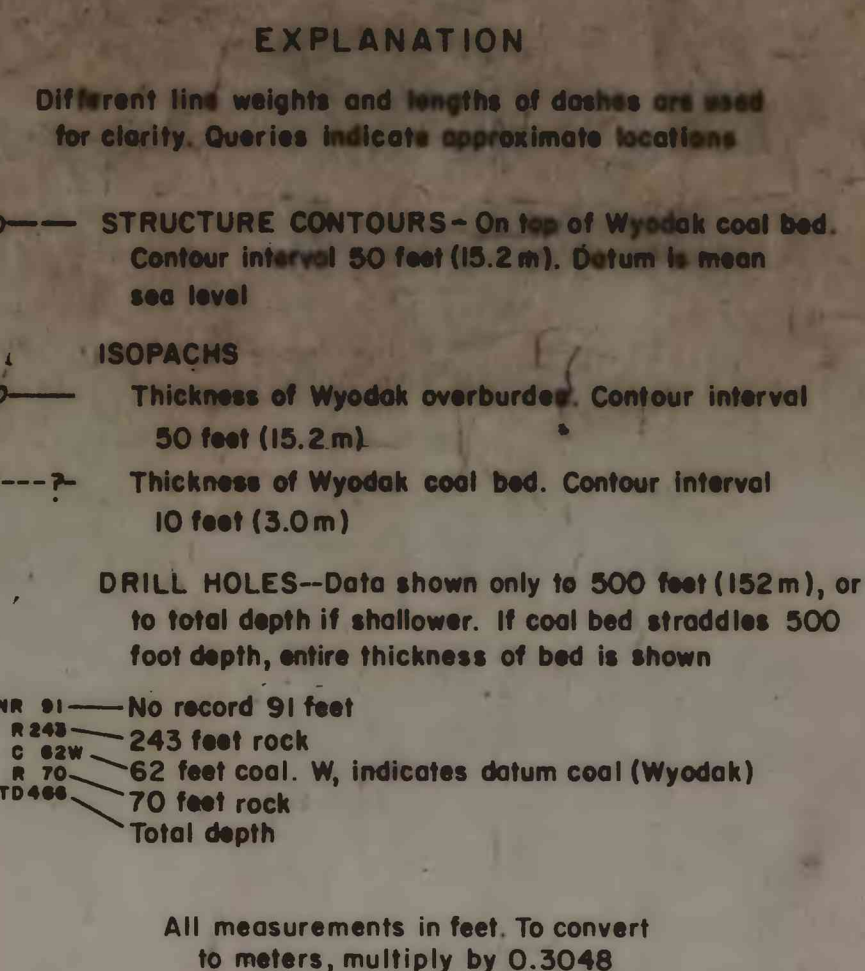 EXPLANATION
Different line weights and lengths of dashes are used
for clarity. Queries indicate approximate locations
STRUCTURE CONTOURS- On top of Wyodak coal bed.
Contour interval 50 feet (15.2 m). Datum is mean
sea level
ISOPACHS
Thickness of Wyodak overburden. Contour interval
50 feet (15.2 m)
---?- Thickness of Wyodak coal bed. Contour interval
10 feet (3.0 m)
DRILL HOLES--Data shown only to 500 feet (152 m), or
to total depth if shallower. If coal bed straddles 500
foot depth, entire thickness of bed is shown
NR 91 No record 91 feet
R 243 243 feet rock
C 62W 62 feet coal. W, indicates datum coal (Wyodak)
R 70 70 feet rock
TD 466 Total depth
All measurements in feet. To convert
to meters, multiply by 0.3048